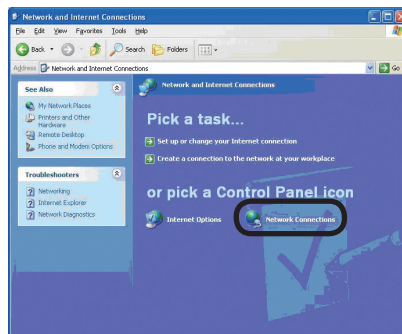 Network and Internet Connections
File Edit View Favorites Tools Help
Back Search Folders
Address Network and Internet Connections Go
See Also
My Network Places
Printers and Other Hardware
Remote Desktop
Phone and Modem Options
Troubleshooters
Networking
Internet Explorer
Network Diagnostics
Network and Internet Connections
Pick a task...
Set up or change your Internet connection
Create a connection to the network at your workplace
or pick a Control Panel icon
Internet Options Network Connections